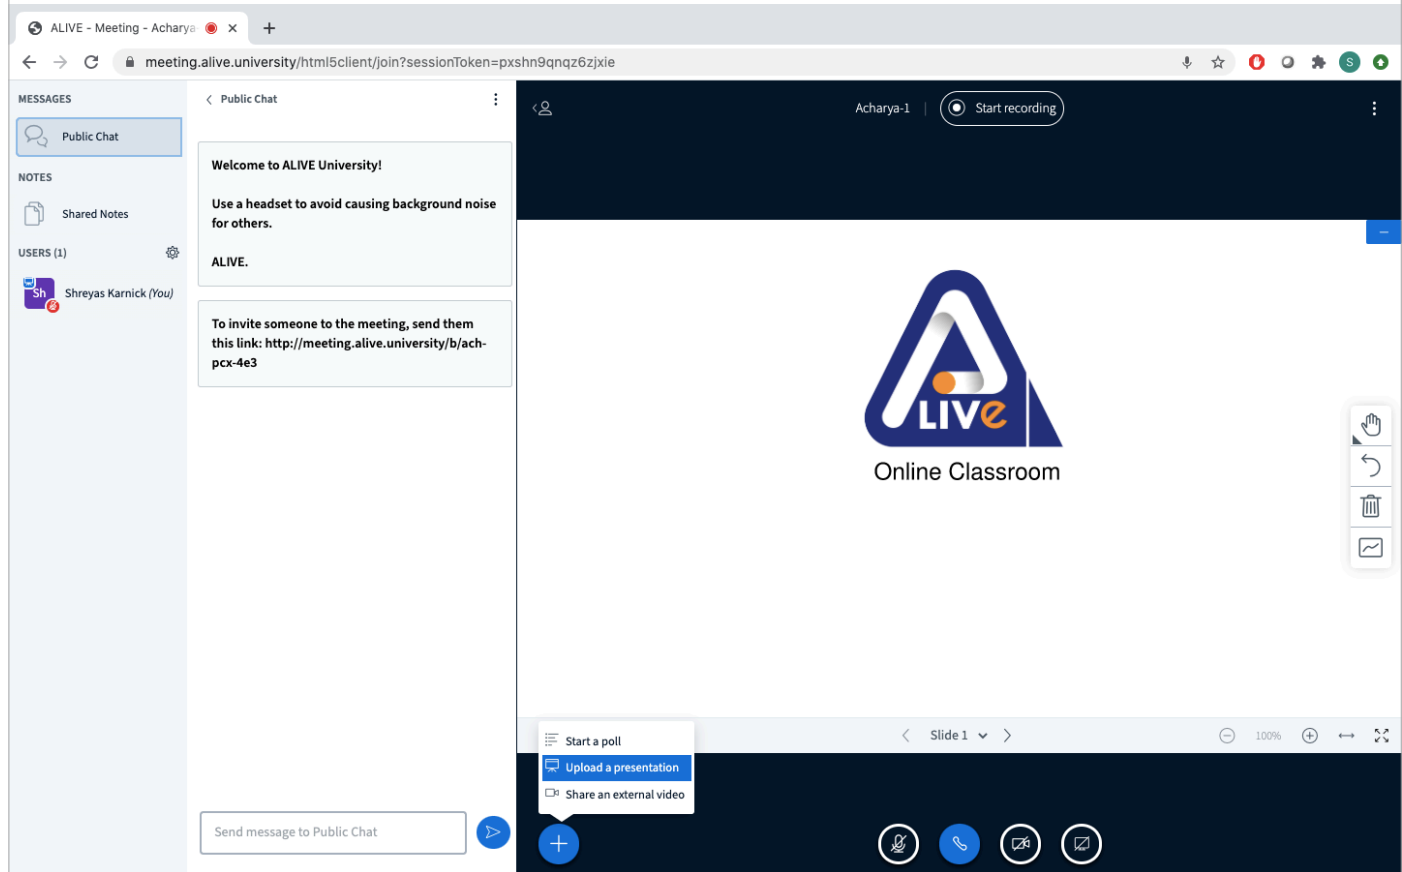 ALIVE - Meeting - Acharya
meeting.alive.university/html5client/join?sessionToken=pxshn9qnqz6zjxie
S
MESSAGES
Public Chat
NOTES
Shared Notes
USERS (1)
Sh
Shreyas Karnick (You)
Public Chat
Welcome to ALIVE University!
Use a headset to avoid causing background noise
for others.
ALIVE.
To invite someone to the meeting, send them
this link: http://meeting.alive.university/b/ach-
pcx-4e3
Send message to Public Chat
Acharya-1
Start recording
LIVe
Online Classroom
Slide 1
100%
Start a poll
Upload a presentation
Share an external video